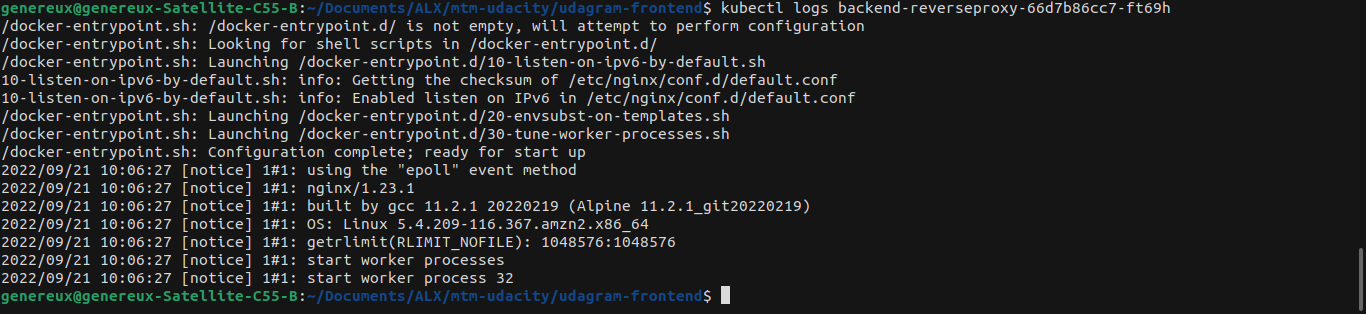 genereux@genereux-Satellite-C55-B:~/Documents/ALX/mtm-udacity/udagram-frontend$ kubectl logs backend-reverseproxy-66d7b86cc7-ft69h
/docker-entrypoint.sh: /docker-entrypoint.d/ is not empty, will attempt to perform configuration
/docker-entrypoint.sh: Looking for shell scripts in /docker-entrypoint.d/
/docker-entrypoint.sh: Launching /docker-entrypoint.d/10-listen-on-ipv6-by-default.sh
10-listen-on-ipv6-by-default.sh: info: Getting the checksum of /etc/nginx/conf.d/default.conf
10-listen-on-ipv6-by-default.sh: info: Enabled listen on IPv6 in /etc/nginx/conf.d/default.conf
/docker-entrypoint.sh: Launching /docker-entrypoint.d/20-envsubst-on-templates.sh
/docker-entrypoint.sh: Launching /docker-entrypoint.d/30-tune-worker-processes.sh
/docker-entrypoint.sh: Configuration complete; ready for start up
2022/09/21 10:06:27 [notice] 1#1: using the "epoll" event method
2022/09/21 10:06:27 [notice] 1#1: nginx/1.23.1
2022/09/21 10:06:27 [notice] 1#1: built by gcc 11.2.1 20220219 (Alpine 11.2.1_git20220219)
2022/09/21 10:06:27 [notice] 1#1: OS: Linux 5.4.209-116.367.amzn2.x86_64
2022/09/21 10:06:27 [notice] 1#1: getrlimit(RLIMIT_NOFILE): 1048576:1048576
2022/09/21 10:06:27 [notice] 1#1: start worker processes
2022/09/21 10:06:27 [notice] 1#1: start worker process 32
genereux@genereux-Satellite-C55-B:~/Documents/ALX/mtm-udacity/udagram-frontend$